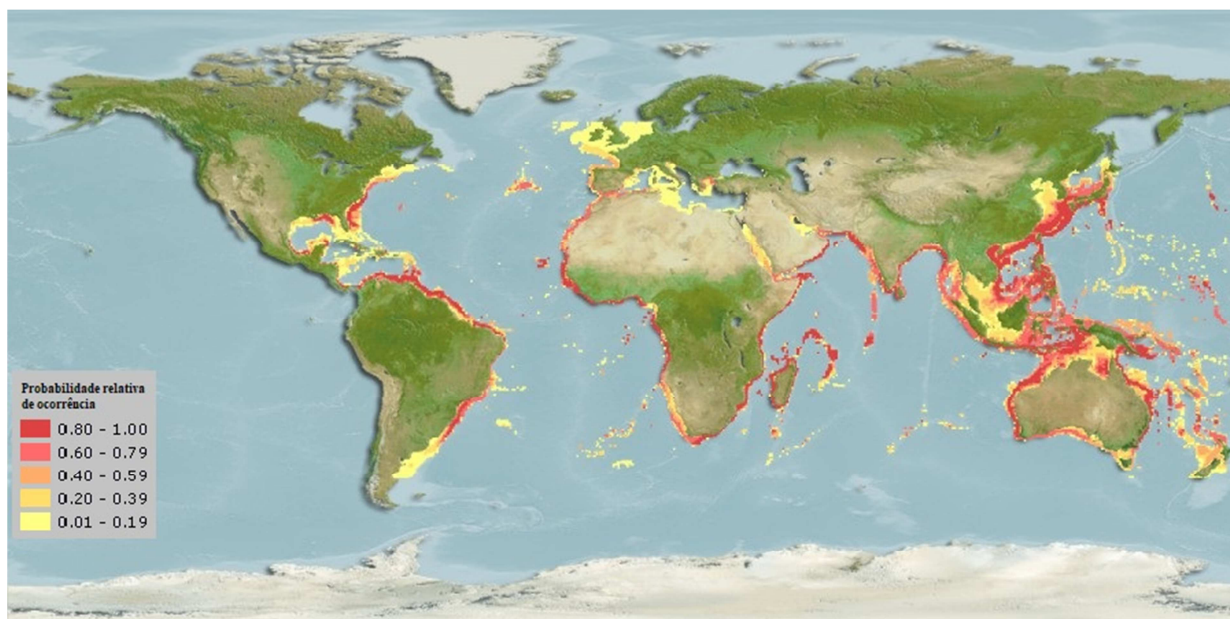 Probabilidade relativa
de ocorrência
0.80 - 1.00
0.60 - 0.79
0.40 - 0.59
0.20 - 0.39
0.01 - 0.19